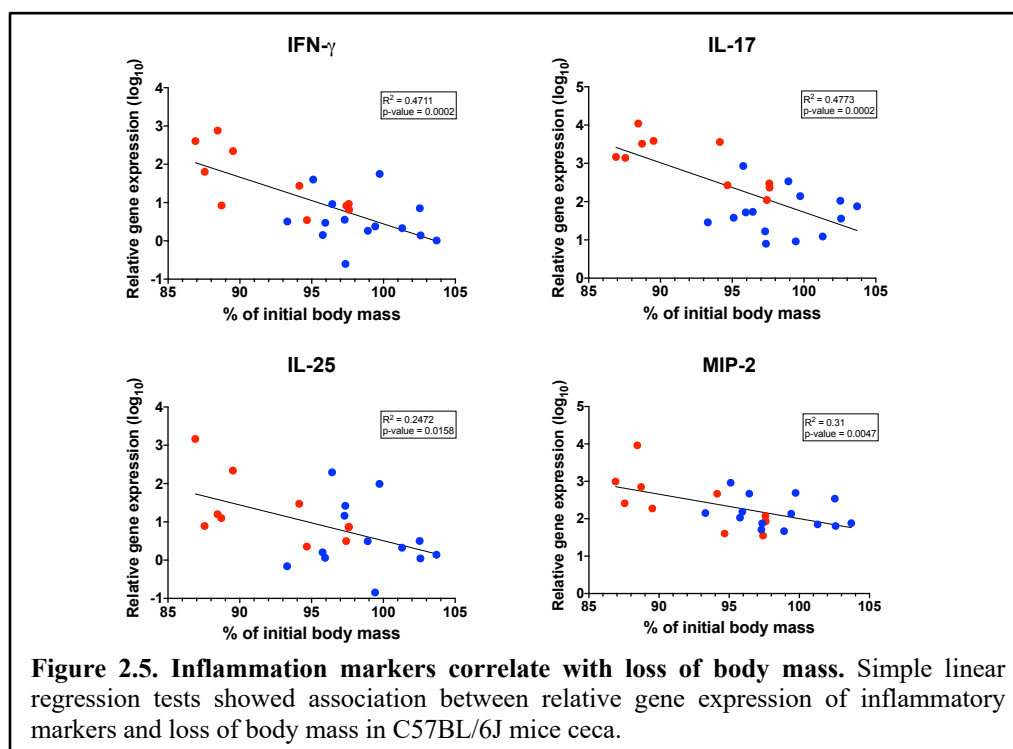 IFN-γ
Relative gene expression (log10)
4
3
2
1
0
-1
R2 = 0.4711
p-value = 0.0002
85 90 95 100 105
% of initial body mass
IL-17
Relative gene expression (log10)
5
4
3
2
1
0
R2 = 0.4773
p-value = 0.0002
85 90 95 100 105
% of initial body mass
IL-25
Relative gene expression (log10)
4
3
2
1
0
-1
R2 = 0.2472
p-value = 0.0158
85 90 95 100 105
% of initial body mass
MIP-2
Relative gene expression (log10)
5
4
3
2
1
0
R2 = 0.31
p-value = 0.0047
85 90 95 100 105
% of initial body mass
Figure 2.5. Inflammation markers correlate with loss of body mass. Simple linear
regression tests showed association between relative gene expression of inflammatory
markers and loss of body mass in C57BL/6J mice ceca.